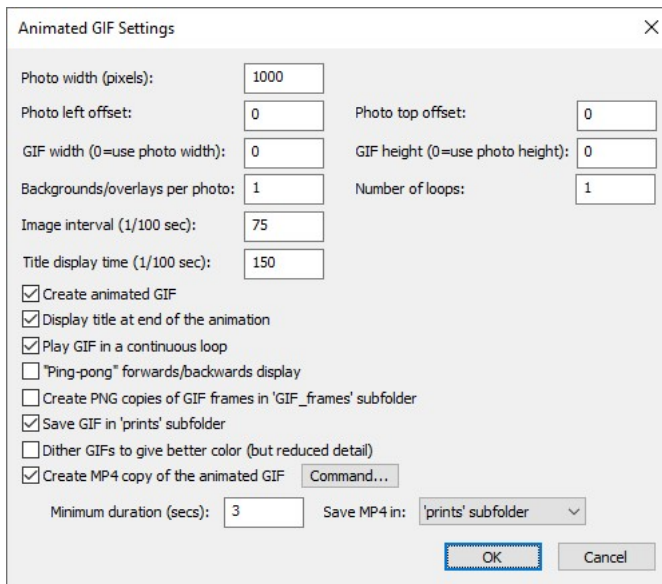 Animated GIF Settings
Photo width (pixels): 1000
Photo left offset: 0 Photo top offset: 0
GIF width (0=use photo width): 0 GIF height (0=use photo height): 0
Backgrounds/overlays per photo: 1 Number of loops: 1
Image interval (1/100 sec): 75
Title display time (1/100 sec): 150
Create animated GIF
Display title at end of the animation
Play GIF in a continuous loop
"Ping-pong" forwards/backwards display
Create PNG copies of GIF frames in 'GIF_frames' subfolder
Save GIF in 'prints' subfolder
Dither GIFs to give better color (but reduced detail)
Create MP4 copy of the animated GIF Command...
Minimum duration (secs): 3 Save MP4 in: 'prints' subfolder
OK Cancel